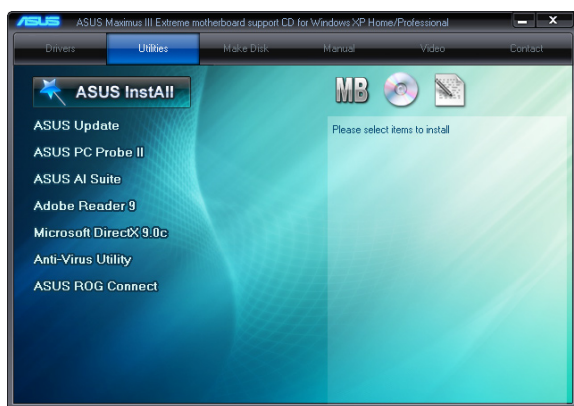 ASUS ASUS Maximus III Extreme motherboard support CD for Windows XP Home/Professional
Drivers Utilities Make Disk Manual Video Contact
ASUS InstAll
MB
ASUS Update
Please select items to install
ASUS PC Probe II
ASUS AI Suite
Adobe Reader 9
Microsoft DirectX 9.0c
Anti-Virus Utility
ASUS ROG Connect